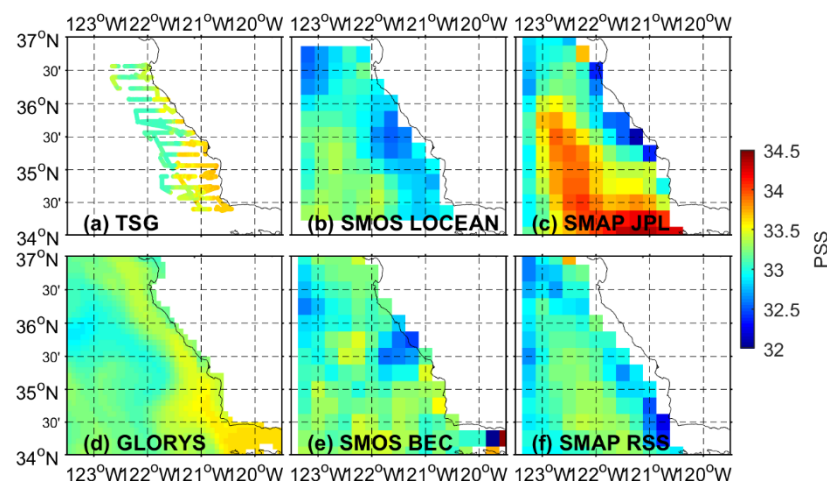 123°W122°W121°W120°W 123°W122°W121°W120°W 123°W122°W121°W120°W
37°N
30'
36°N
30'
35°N
30'
34°N
(a) TSG (b) SMOS LOCEAN (c) SMAP JPL
37°N
30'
36°N
30'
35°N
30'
34°N
(d) GLORYS (e) SMOS BEC (f) SMAP RSS
123°W122°W121°W120°W 123°W122°W121°W120°W 123°W122°W121°W120°W
34.5
34
33.5
33
32.5
32
PSS